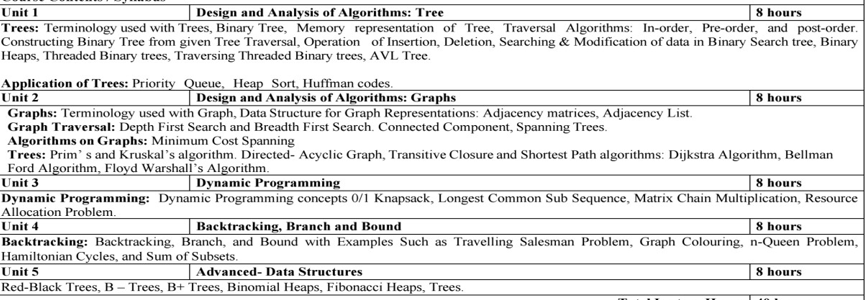 Unit 1 Design and Analysis of Algorithms: Tree 8 hours
Trees: Terminology used with Trees, Binary Tree, Memory representation of Tree, Traversal Algorithms: In-order, Pre-order, and post-order.
Constructing Binary Tree from given Tree Traversal, Operation of Insertion, Deletion, Searching & Modification of data in Binary Search tree, Binary
Heaps, Threaded Binary trees, Traversing Threaded Binary trees, AVL Tree.
Application of Trees: Priority Queue, Heap Sort, Huffman codes.
Unit 2 Design and Analysis of Algorithms: Graphs 8 hours
Graphs: Terminology used with Graph, Data Structure for Graph Representations: Adjacency matrices, Adjacency List.
Graph Traversal: Depth First Search and Breadth First Search. Connected Component, Spanning Trees.
Algorithms on Graphs: Minimum Cost Spanning
Trees: Prim' s and Kruskal's algorithm. Directed- Acyclic Graph, Transitive Closure and Shortest Path algorithms: Dijkstra Algorithm, Bellman
Ford Algorithm, Floyd Warshall's Algorithm.
Unit 3 Dynamic Programming 8 hours
Dynamic Programming: Dynamic Programming concepts 0/1 Knapsack, Longest Common Sub Sequence, Matrix Chain Multiplication, Resource
Allocation Problem.
Unit 4 Backtracking, Branch and Bound 8 hours
Backtracking: Backtracking, Branch, and Bound with Examples Such as Travelling Salesman Problem, Graph Colouring, n-Queen Problem,
Hamiltonian Cycles, and Sum of Subsets.
Unit 5 Advanced- Data Structures 8 hours
Red-Black Trees, B – Trees, B+ Trees, Binomial Heaps, Fibonacci Heaps, Trees.